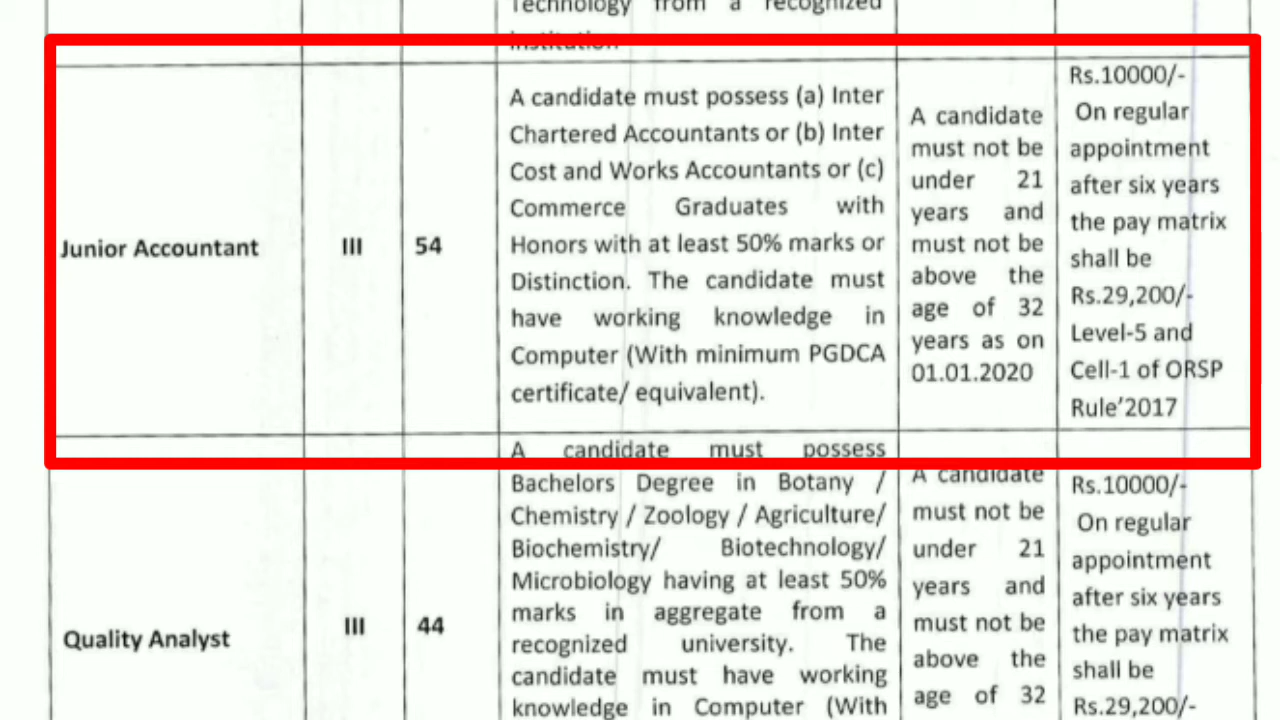 Technology from a recognized
institution
Junior Accountant
III
54
A candidate must possess (a) Inter
Chartered Accountants or (b) Inter
Cost and Works Accountants or (c)
Commerce Graduates with
Honors with at least 50% marks or
Distinction. The candidate must
have working knowledge in
Computer (With minimum PGDCA
certificate/ equivalent).
A candidate
must not be
under 21
years and
must not be
above the
age of 32
years as on
01.01.2020
Rs.10000/-
On regular
appointment
after six years
the pay matrix
shall be
Rs.29,200/-
Level-5 and
Cell-1 of ORSP
Rule’2017
Quality Analyst
III
44
A candidate must possess
Bachelors Degree in Botany /
Chemistry / Zoology / Agriculture/
Biochemistry/ Biotechnology/
Microbiology having at least 50%
marks in aggregate from a
recognized university. The
candidate must have working
knowledge in Computer (With
A candidate
must not be
under 21
years and
must not be
above the
age of 32
Rs.10000/-
On regular
appointment
after six years
the pay matrix
shall be
Rs.29,200/-